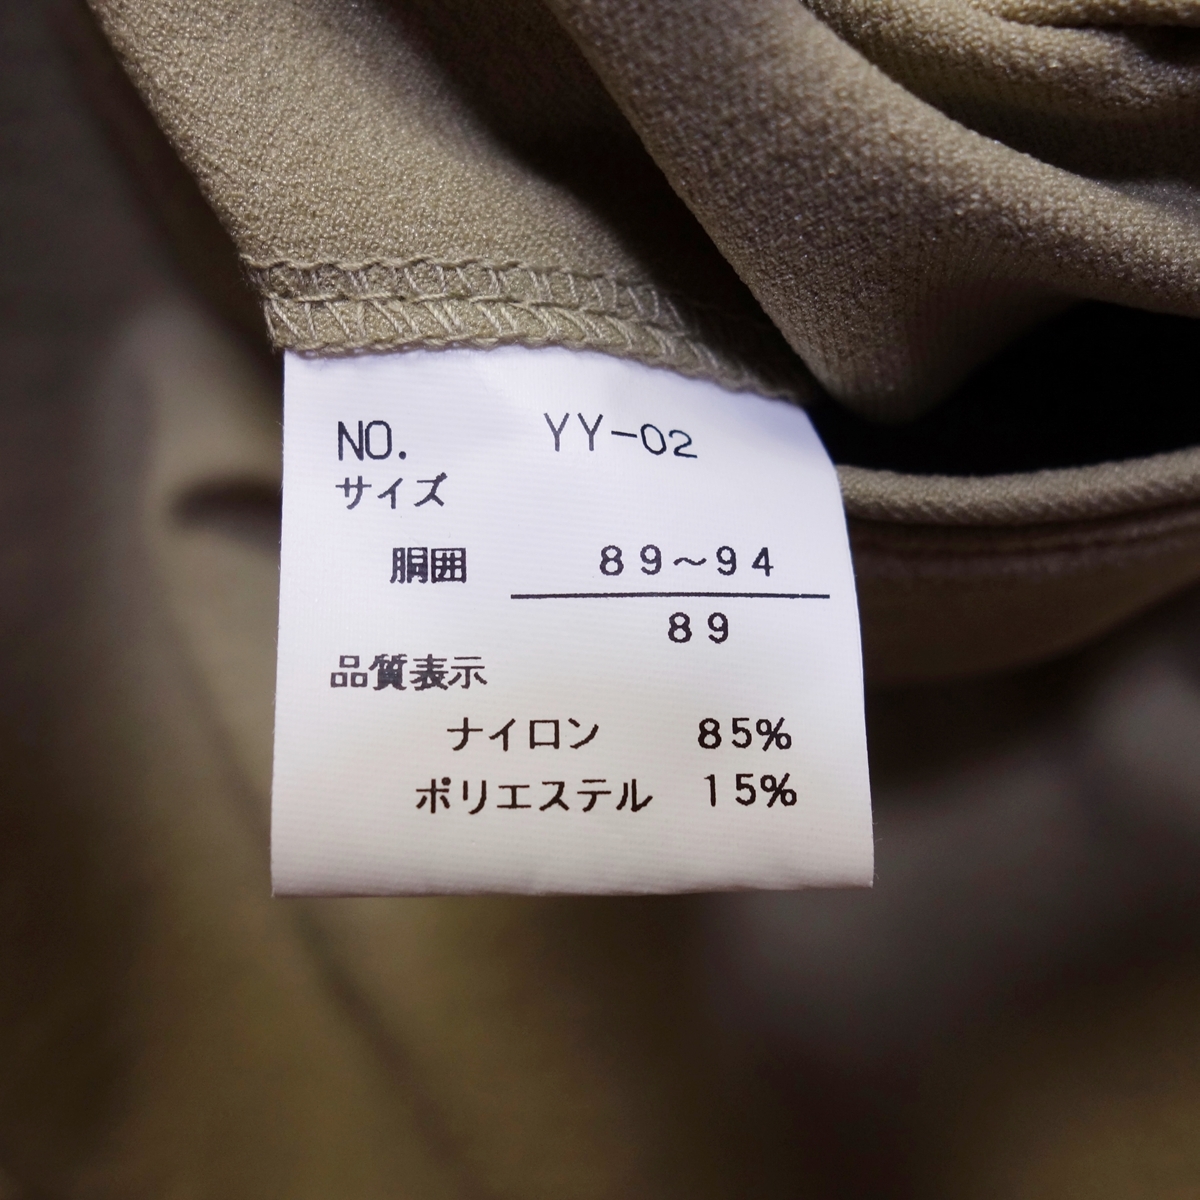 NO. YY-02
サイズ
胴囲 89～94
89
品質表示
ナイロン 85%
ポリエステル 15%